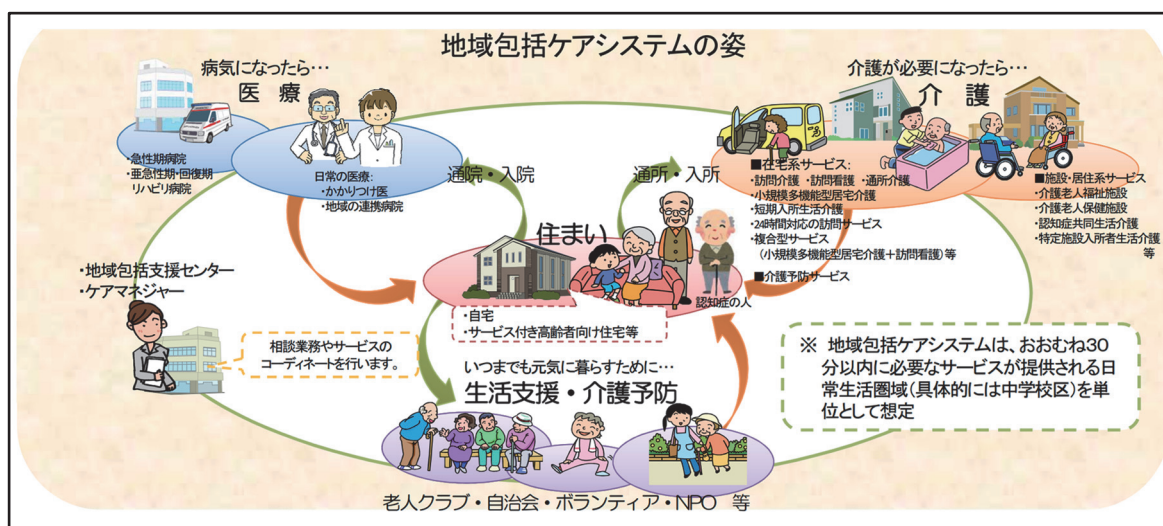 地域包括ケアシステムの姿
病気になったら…
医 療
介護が必要になったら…
介 護
・急性期病院
・亜急性期・回復期
リハビリ病院
日常の医療:
・かかりつけ医
・地域の連携病院
通院・入院
通所・入所
■在宅系サービス:
・訪問介護 ・訪問看護 ・通所介護
・小規模多機能型居宅介護
・短期入所生活介護
・24時間対応の訪問サービス
・複合型サービス
(小規模多機能型居宅介護+訪問看護)等
■介護予防サービス
■施設・居住系サービス
・介護老人福祉施設
・介護老人保健施設
・認知症共同生活介護
・特定施設入所者生活介護
等
住まい
認知症の人
・自宅
・サービス付き高齢者向け住宅等
・地域包括支援センター
・ケアマネジャー
相談業務やサービスの
コーディネートを行います。
いつまでも元気に暮らすために…
生活支援・介護予防
老人クラブ・自治会・ボランティア・NPO 等
※ 地域包括ケアシステムは、おおむね30
分以内に必要なサービスが提供される日
常生活圏域(具体的には中学校区)を単
位として想定